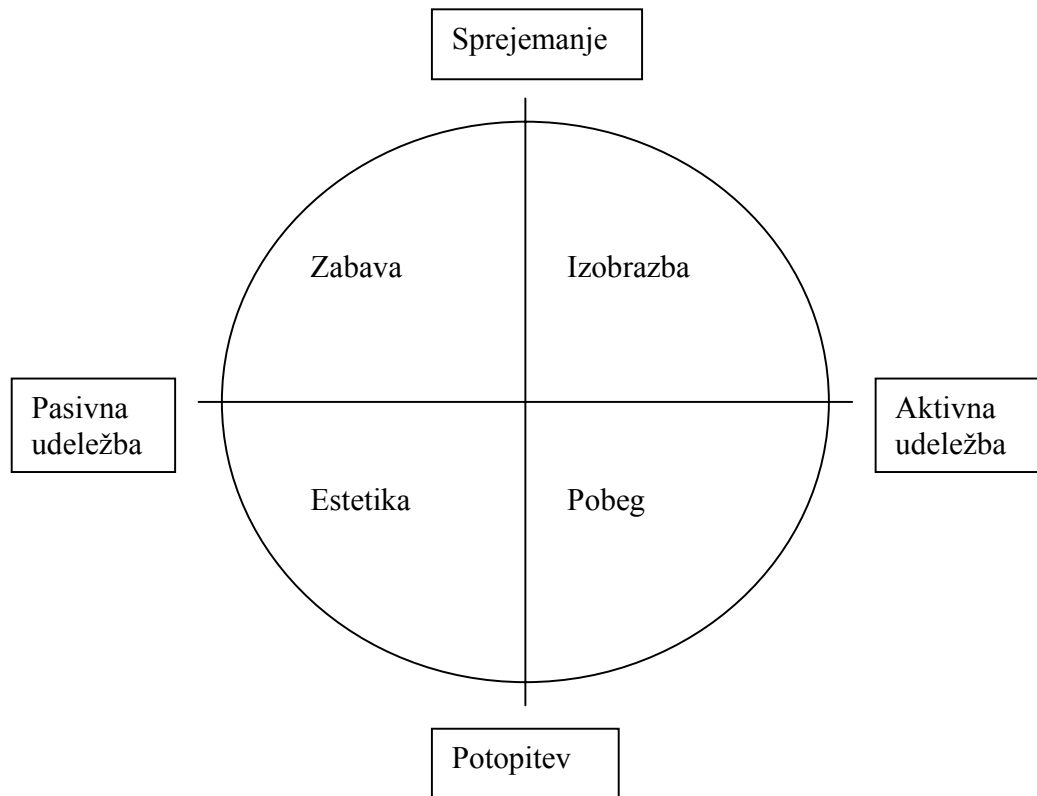 Sprejemanje
Zabava
Izobrazba
Pasivna
udeležba
Aktivna
udeležba
Estetika
Pobeg
Potopitev